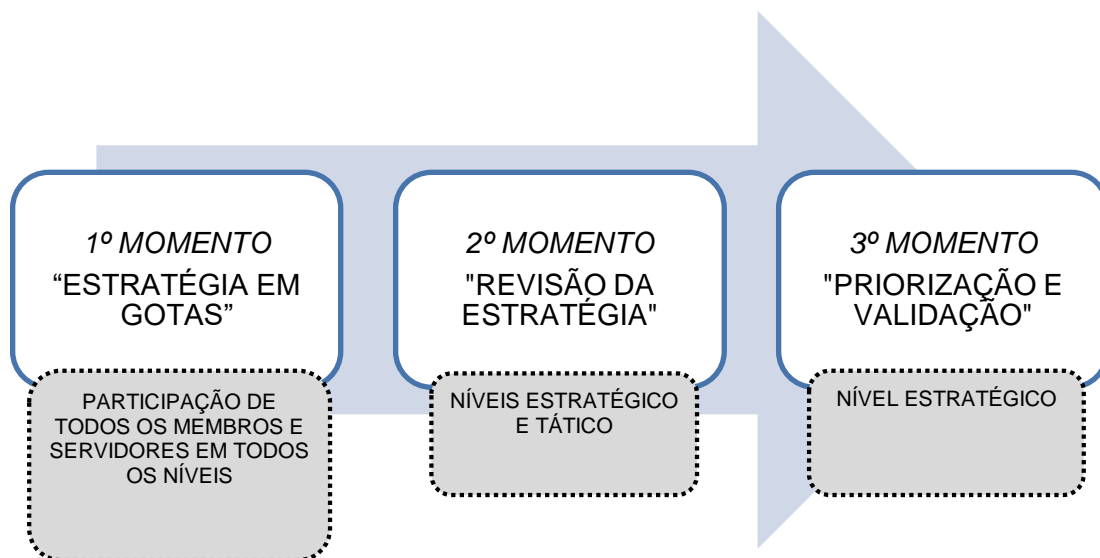 1º MOMENTO
“ESTRATÉGIA EM
GOTAS”
PARTICIPAÇÃO DE
TODOS OS MEMBROS E
SERVIDORES EM TODOS
OS NÍVEIS
2º MOMENTO
"REVISÃO DA
ESTRATÉGIA"
NÍVEIS ESTRATÉGICO
E TÁTICO
3º MOMENTO
"PRIORIZAÇÃO E
VALIDAÇÃO"
NÍVEL ESTRATÉGICO